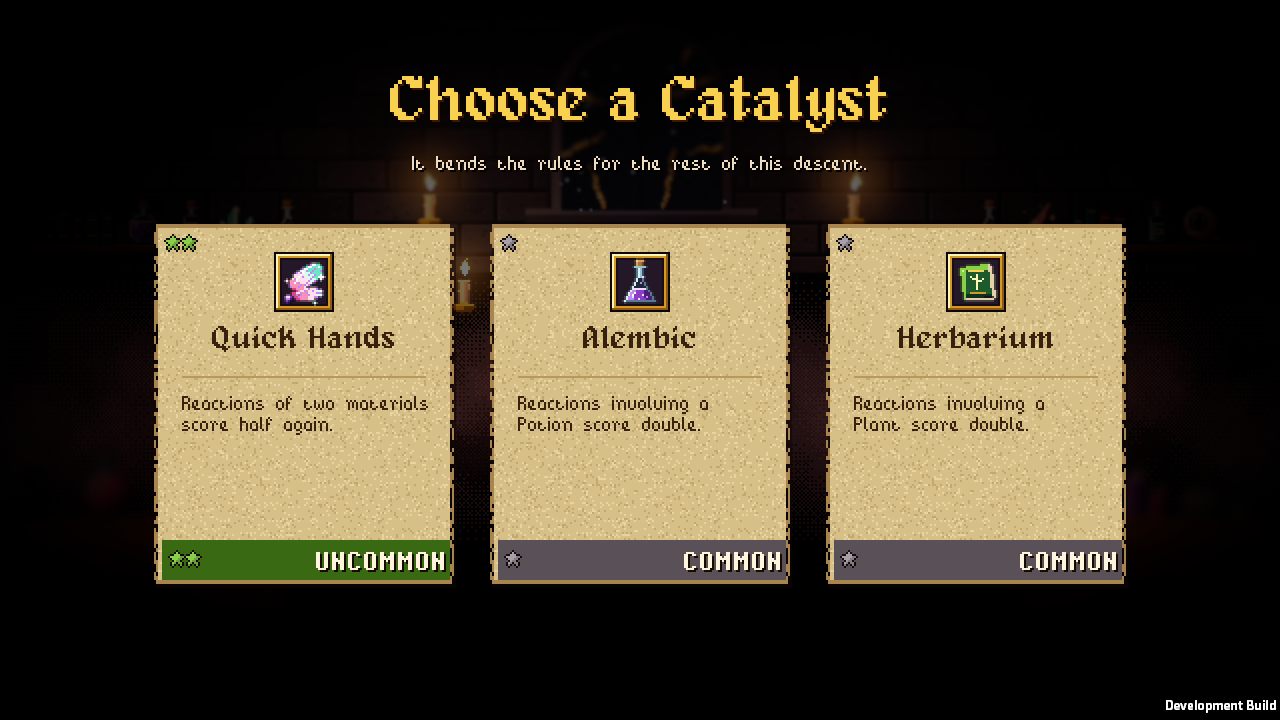 Choose a Catalyst
It bends the rules for the rest of this descent.
Quick Hands
Reactions of two materials
score half again.
UNCOMMON
Alembic
Reactions involving a
Potion score double.
COMMON
Herbarium
Reactions involving a
Plant score double.
COMMON
Development Build